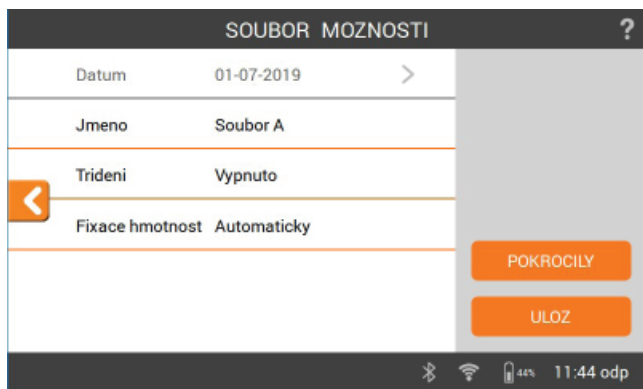 SOUBOR MOZNOSTI
?
Datum 01-07-2019
Jmeno Soubor A
Trideni Vypnuto
Fixace hmotnost Automaticky
POKROCILY
ULOZ
44% 11:44 odp